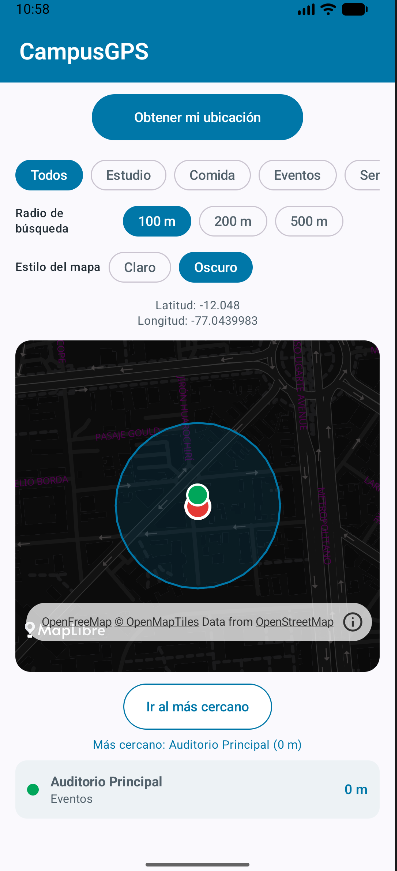 10:58
CampusGPS
Obtener mi ubicación
Todos
Estudio
Comida
Eventos
Ser
Radio de
búsqueda
100 m
200 m
500 m
Estilo del mapa
Claro
Oscuro
Latitud: -12.048
Longitud: -77.0439983
OpenFreeMap © OpenMapTiles Data from OpenStreetMap
MapLibre
Ir al más cercano
Más cercano: Auditorio Principal (0 m)
Auditorio Principal
Eventos
0 m